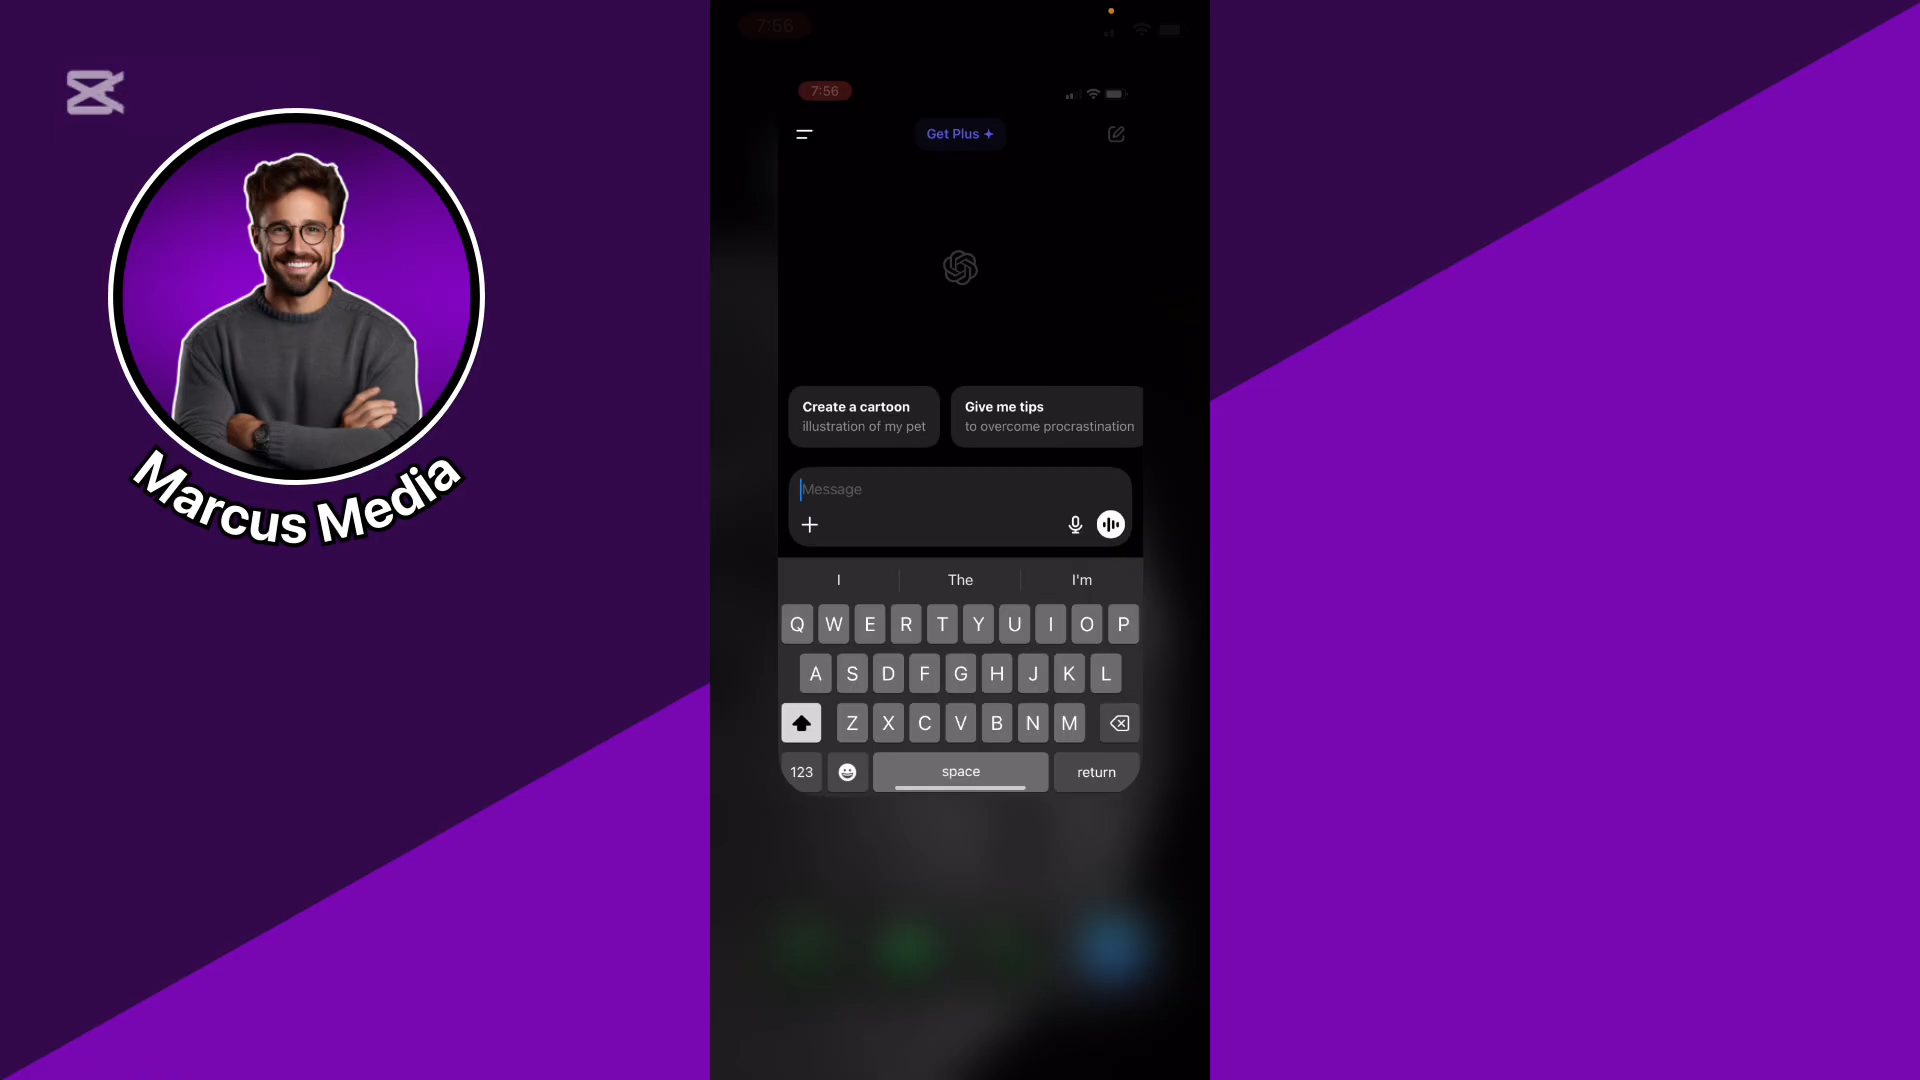 7:56
7:56
Get Plus
Create a cartoon
illustration of my pet
Give me tips
to overcome procrastination
Message
I
The
I'm
Q W E R T Y U I O P
A S D F G H J K L
Z X C V B N M
123
space
return
Marcus Media